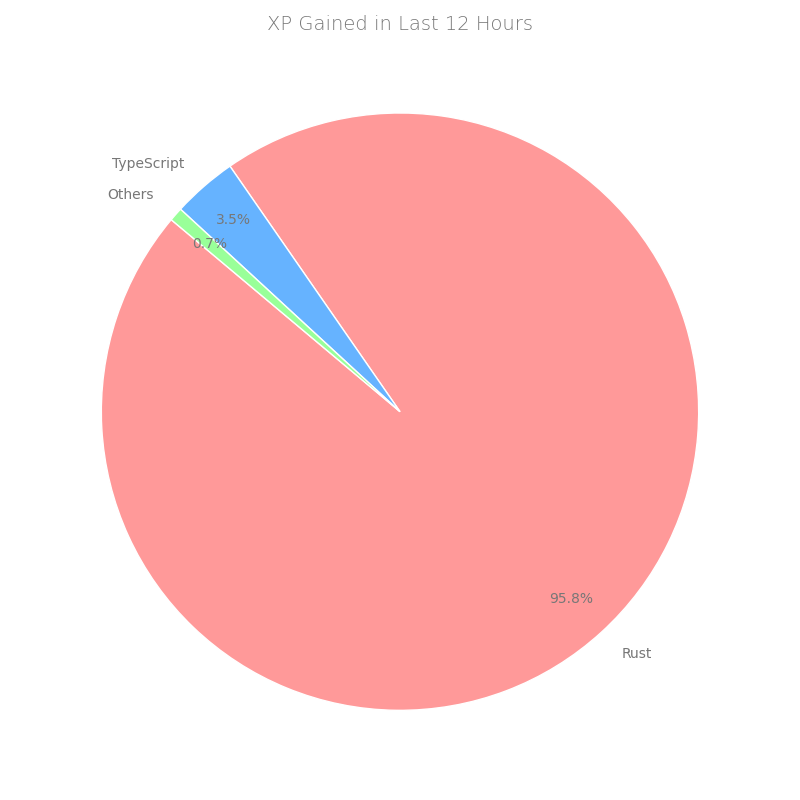 XP Gained in Last 12 Hours
TypeScript
Others
3.5%
0.7%
95.8%
Rust